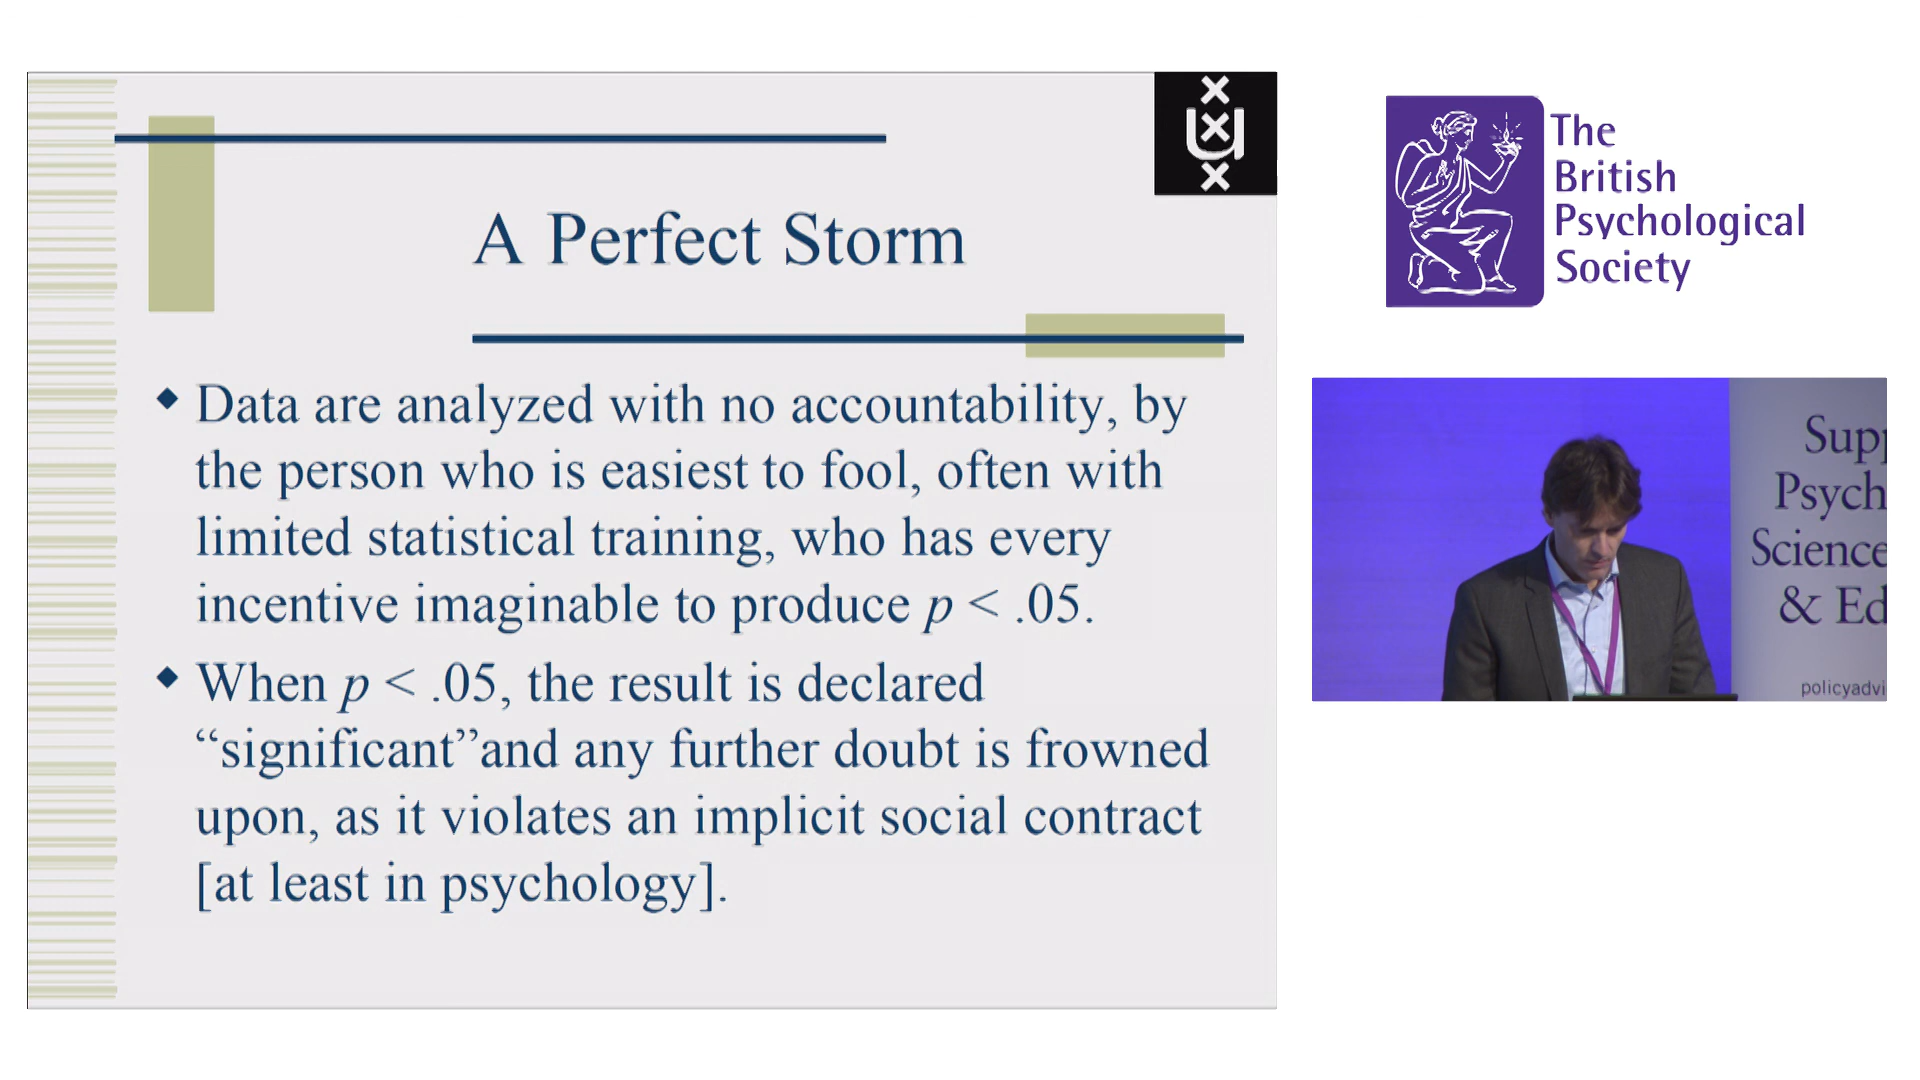 A Perfect Storm
Data are analyzed with no accountability, by
the person who is easiest to fool, often with
limited statistical training, who has every
incentive imaginable to produce p < .05.
When p < .05, the result is declared
“significant”and any further doubt is frowned
upon, as it violates an implicit social contract
[at least in psychology].
The
British
Psychological
Society
Supp
Psych
Science
& Ed
policyadvi